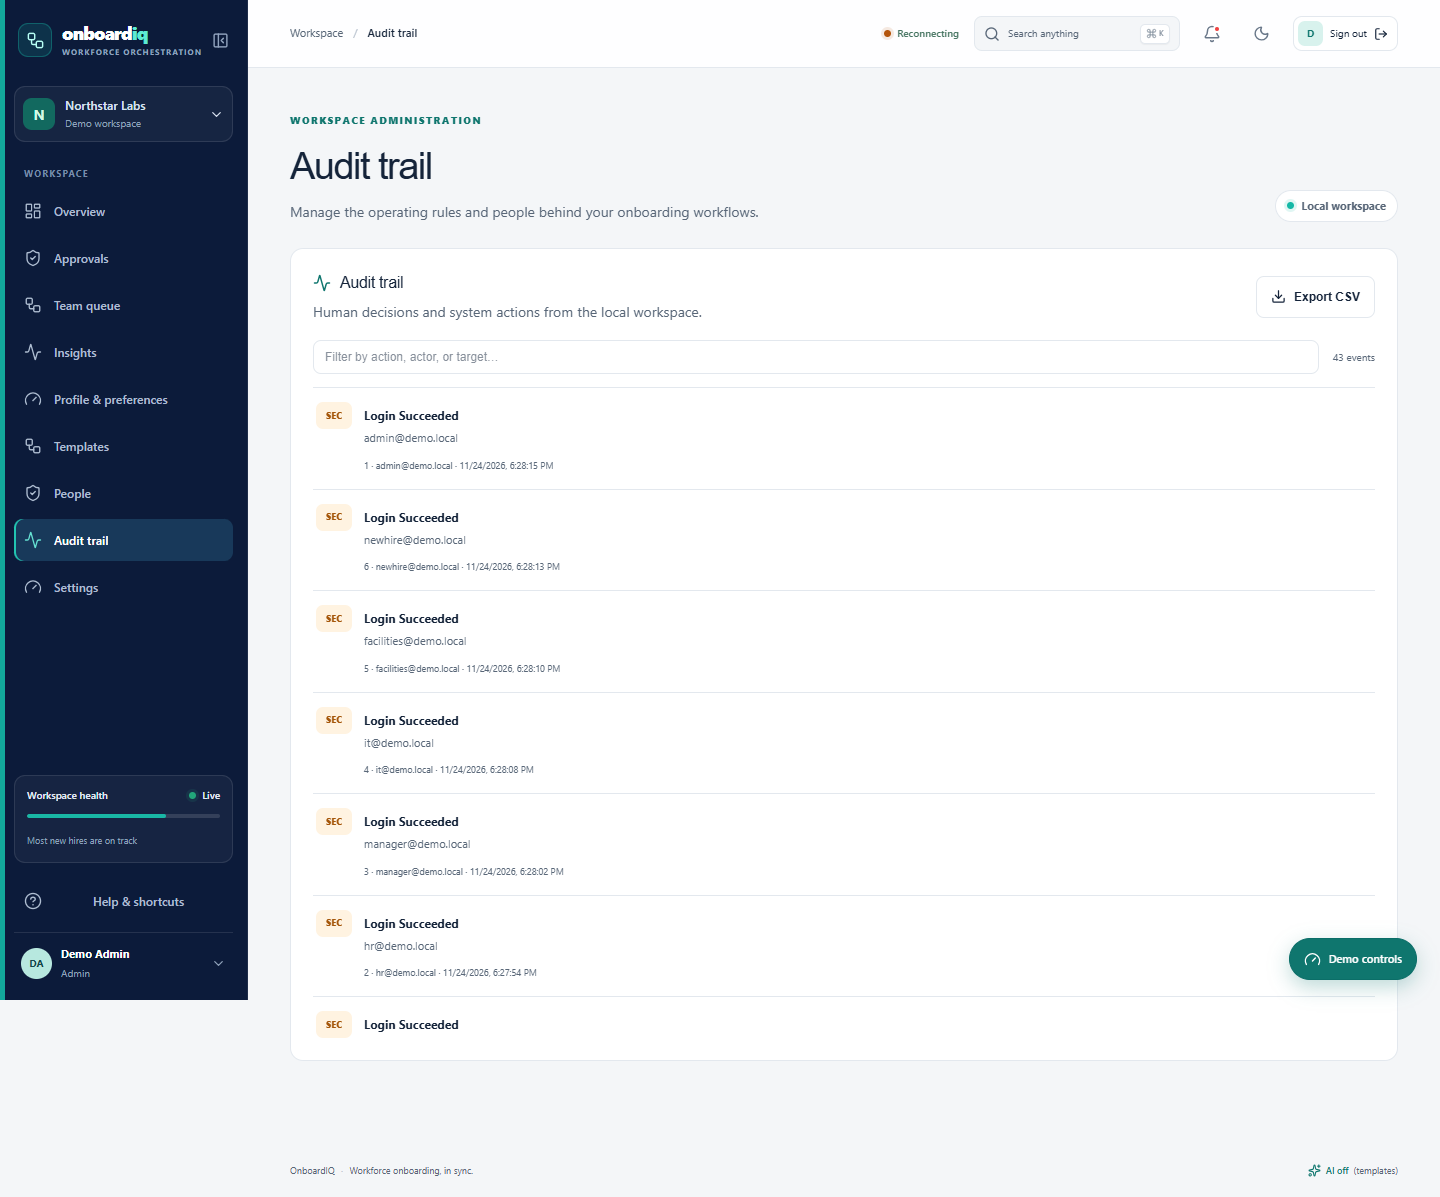 onboardiq
WORKFORCE ORCHESTRATION
N
Northstar Labs
Demo workspace
WORKSPACE
Overview
Approvals
Team queue
Insights
Profile & preferences
Templates
People
Audit trail
Settings
Workspace health
Live
Most new hires are on track
Help & shortcuts
DA
Demo Admin
Admin
Workspace / Audit trail
Reconnecting
Search anything
⌘ K
D
Sign out
WORKSPACE ADMINISTRATION
Audit trail
Manage the operating rules and people behind your onboarding workflows.
Local workspace
Audit trail
Human decisions and system actions from the local workspace.
Export CSV
Filter by action, actor, or target...
43 events
SEC
Login Succeeded
admin@demo.local
1 · admin@demo.local · 11/24/2026, 6:28:15 PM
SEC
Login Succeeded
newhire@demo.local
6 · newhire@demo.local · 11/24/2026, 6:28:13 PM
SEC
Login Succeeded
facilities@demo.local
5 · facilities@demo.local · 11/24/2026, 6:28:10 PM
SEC
Login Succeeded
it@demo.local
4 · it@demo.local · 11/24/2026, 6:28:08 PM
SEC
Login Succeeded
manager@demo.local
3 · manager@demo.local · 11/24/2026, 6:28:02 PM
SEC
Login Succeeded
hr@demo.local
2 · hr@demo.local · 11/24/2026, 6:27:54 PM
SEC
Login Succeeded
Demo controls
OnboardIQ · Workforce onboarding, in sync.
AI off (templates)